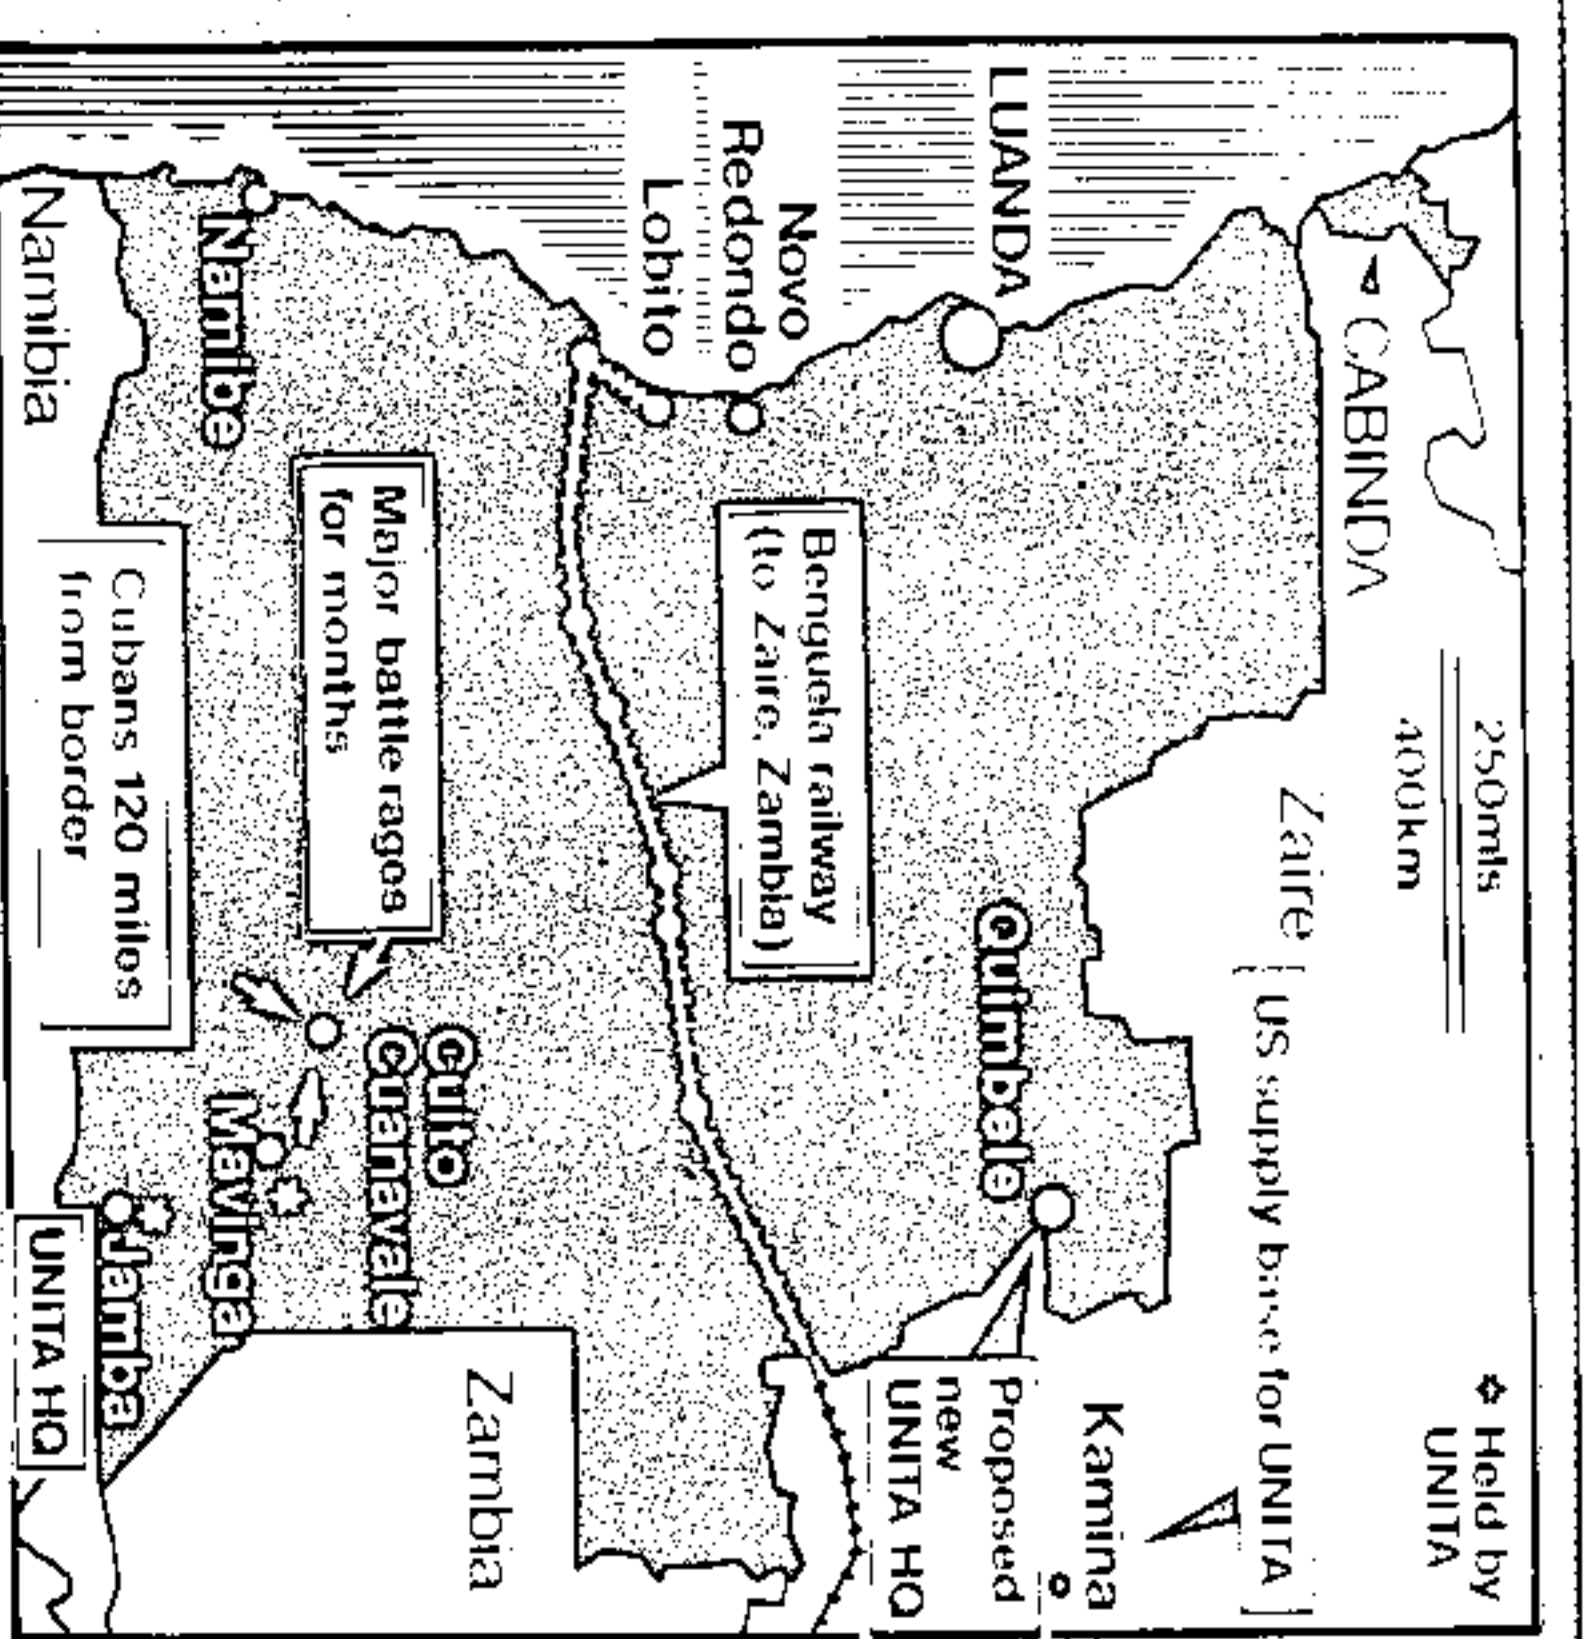 250mls
400km
✡ Held by
UNITA
◄ CABINDA
Zaire
US supply base for UNITA
Kamina
LUANDA
Quimbele
Proposed
new
UNITA HQ
Novo
Redondo
Lobito
Benguela railway
(to Zaire, Zambia)
Zambia
Major battle rages
for months
Cuito
Cuanavale
Namibe
Mavinga
Jamba
Cubans 120 miles
from border
UNITA HQ
Namibia